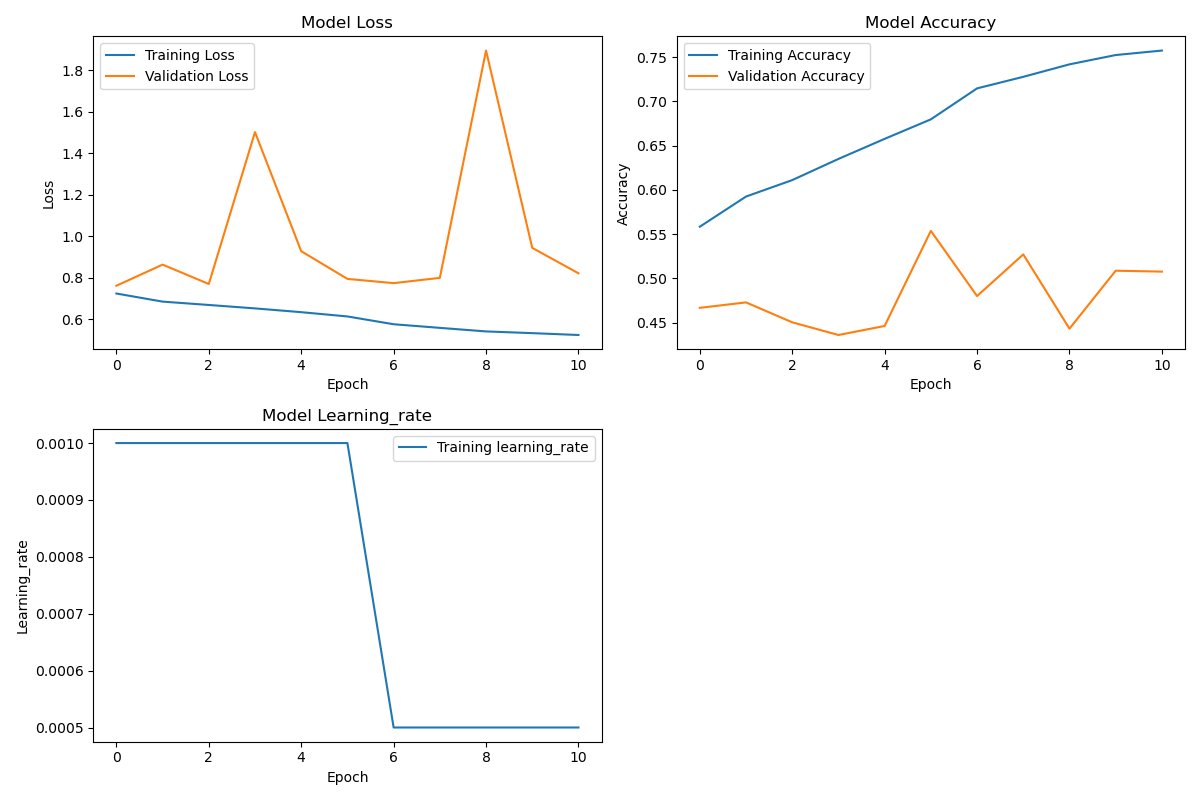 Model Loss
Training Loss
Validation Loss
1.8
1.6
1.4
1.2
1.0
0.8
0.6
Loss
0 2 4 6 8 10
Epoch
Model Accuracy
Training Accuracy
Validation Accuracy
0.75
0.70
0.65
0.60
0.55
0.50
0.45
Accuracy
0 2 4 6 8 10
Epoch
Model Learning_rate
Training learning_rate
0.0010
0.0009
0.0008
0.0007
0.0006
0.0005
Learning_rate
0 2 4 6 8 10
Epoch